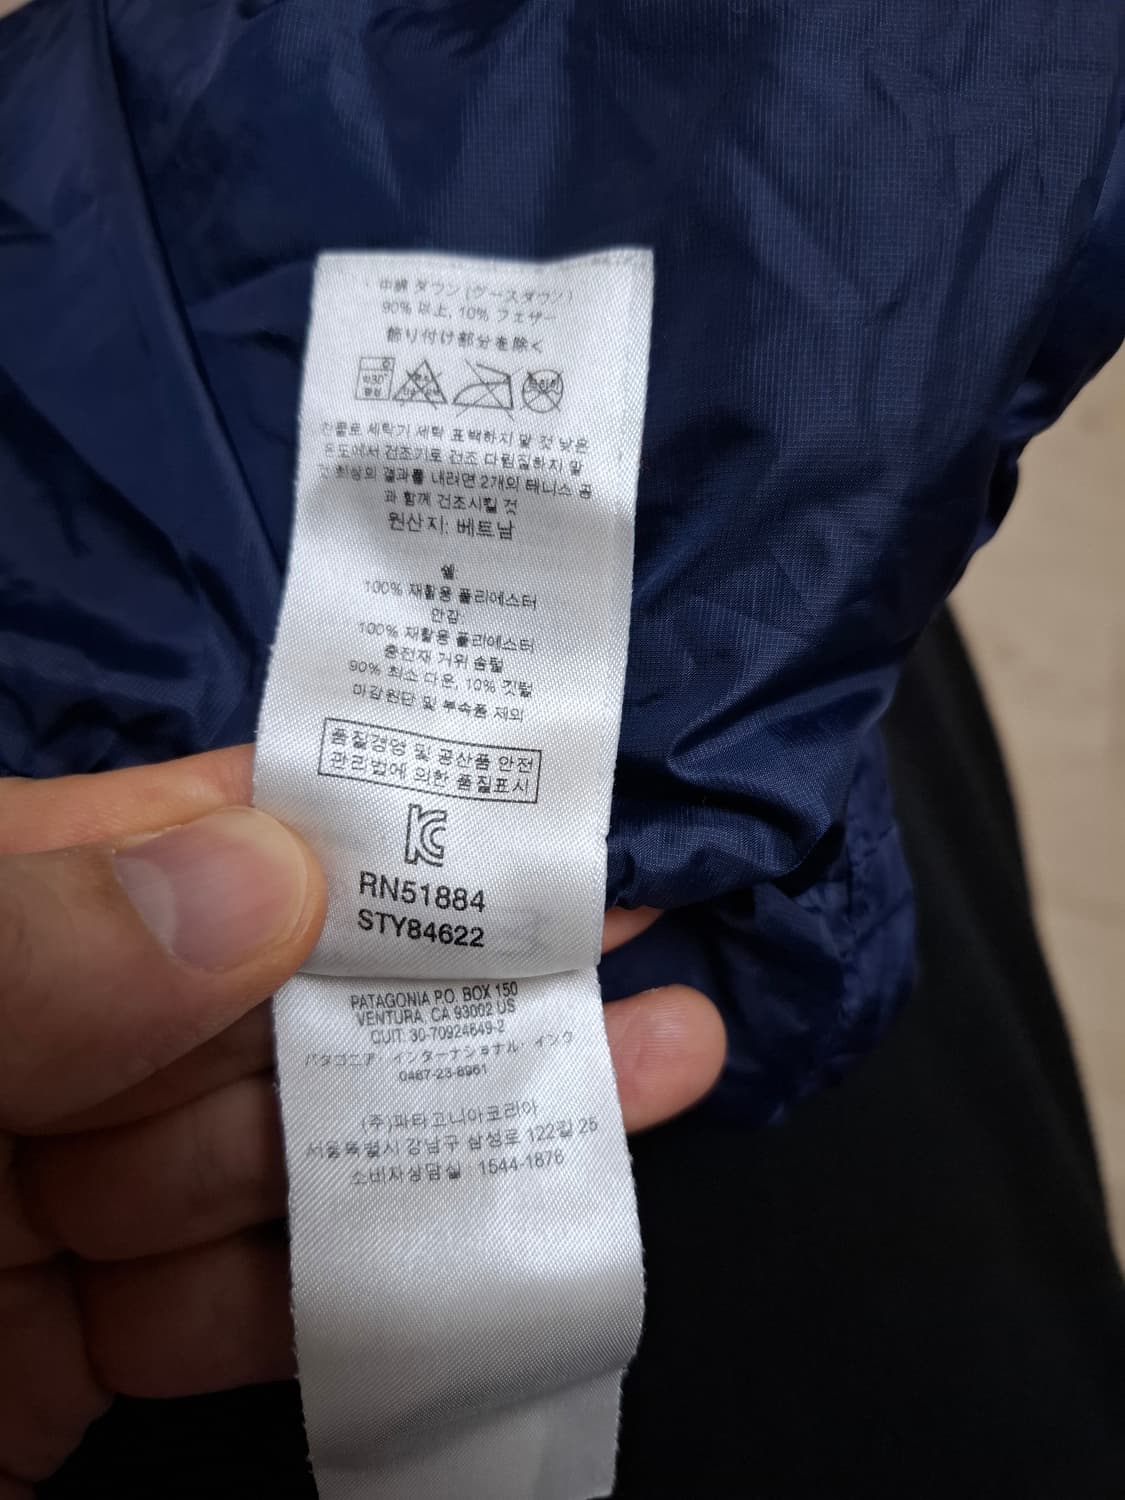 中綿 ダウン (グースダウン)
90% 以上, 10% フェザー
飾り付け部分を除く
약30°
중성
찬물로 세탁기 세탁 표백하지 말 것 낮은
온도에서 건조기로 건조 다림질하지 말
것 최상의 결과를 내려면 2개의 테니스 공
과 함께 건조시킬 것
원산지: 베트남
쉘
100% 재활용 폴리에스터
안감
100% 재활용 폴리에스터
충전재 거위 솜털
90% 최소 다운, 10% 깃털
마감원단 및 부속품 제외
품질경영 및 공산품 안전
관리법에 의한 품질표시
RN51884
STY84622
PATAGONIA P.O. BOX 150
VENTURA, CA 93002 US
CUIT: 30-70924649-2
パタゴニア・インターナショナル・インク
0467-23-8961
(주)파타고니아코리아
서울특별시 강남구 삼성로 122길 25
소비자상담실 1544-1876